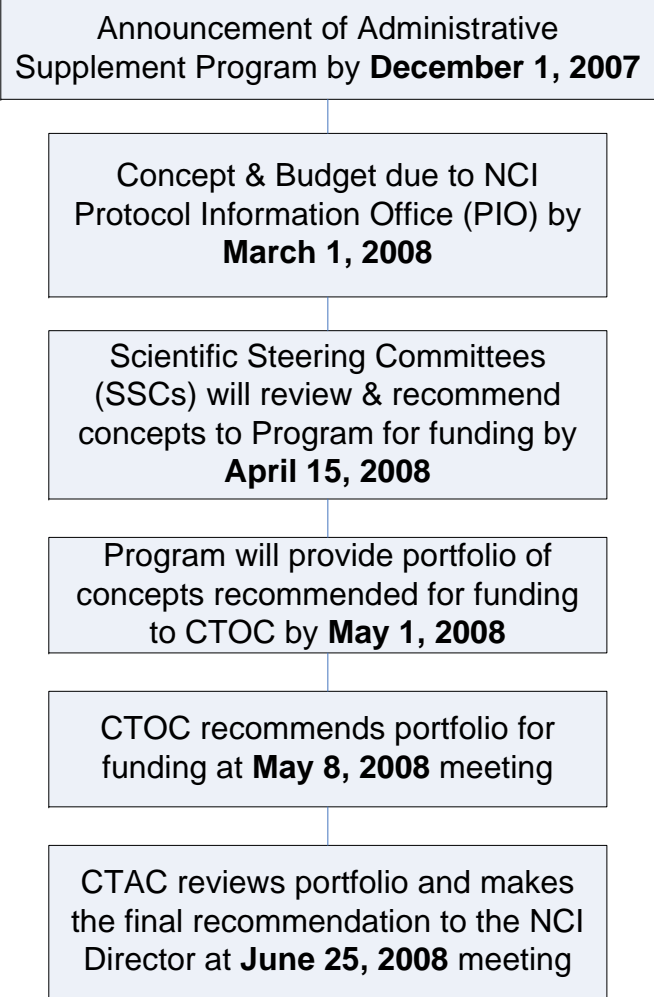 Announcement of Administrative
Supplement Program by December 1, 2007
Concept & Budget due to NCI
Protocol Information Office (PIO) by
March 1, 2008
Scientific Steering Committees
(SSCs) will review & recommend
concepts to Program for funding by
April 15, 2008
Program will provide portfolio of
concepts recommended for funding
to CTOC by May 1, 2008
CTOC recommends portfolio for
funding at May 8, 2008 meeting
CTAC reviews portfolio and makes
the final recommendation to the NCI
Director at June 25, 2008 meeting